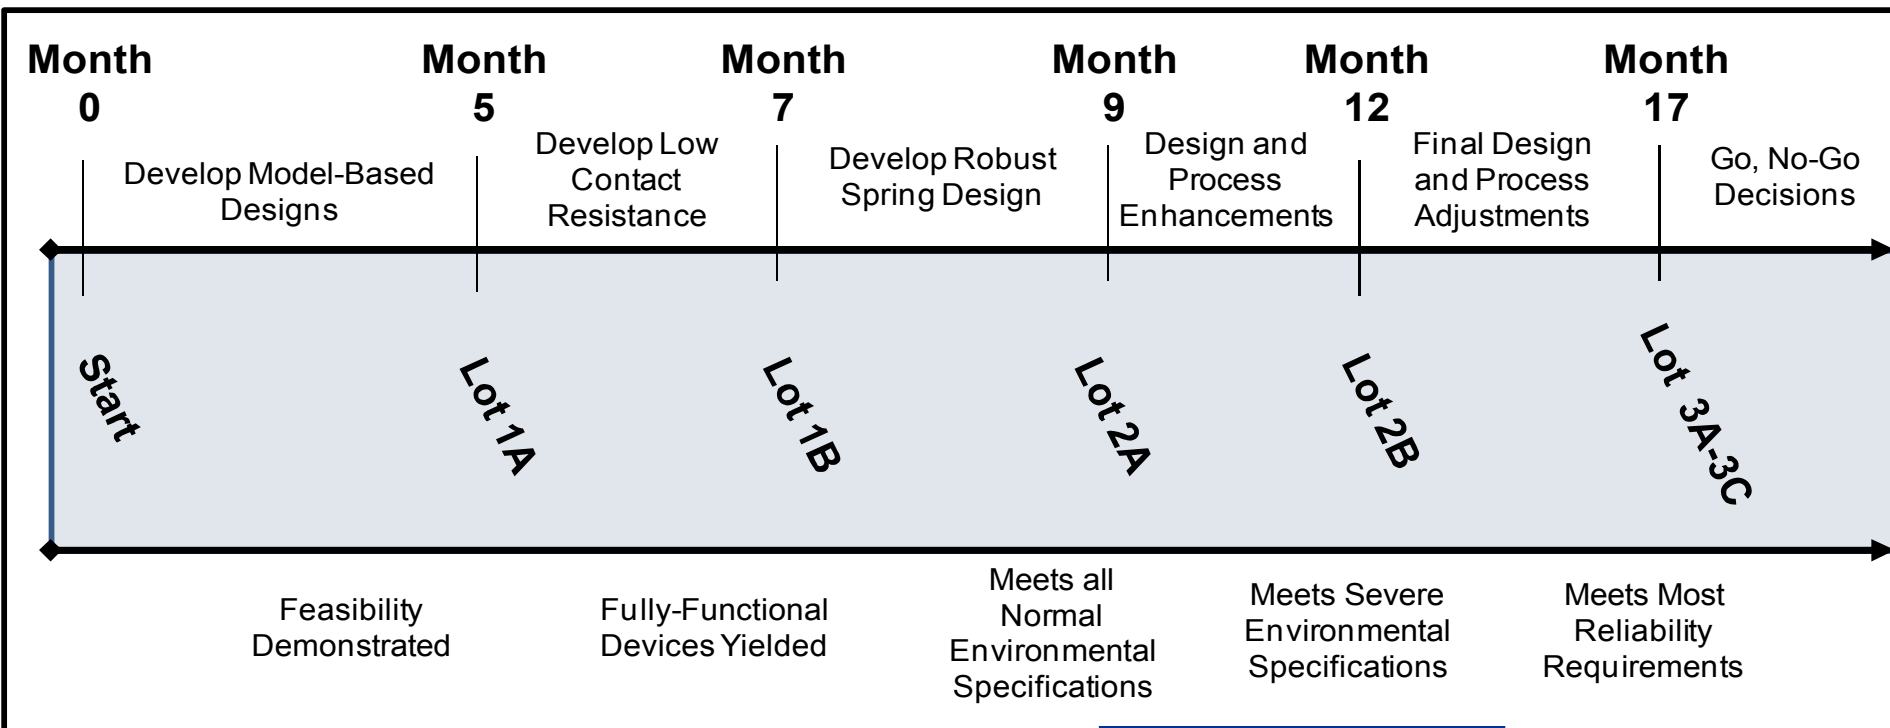 Month
0
Month
5
Month
7
Month
9
Month
12
Month
17
Develop Model-Based
Designs
Develop Low
Contact
Resistance
Develop Robust
Spring Design
Design and
Process
Enhancements
Final Design
and Process
Adjustments
Go, No-Go
Decisions
Start
Lot 1A
Lot 1B
Lot 2A
Lot 2B
Lot 3A-3C
Feasibility
Demonstrated
Fully-Functional
Devices Yielded
Meets all
Normal
Environmental
Specifications
Meets Severe
Environmental
Specifications
Meets Most
Reliability
Requirements